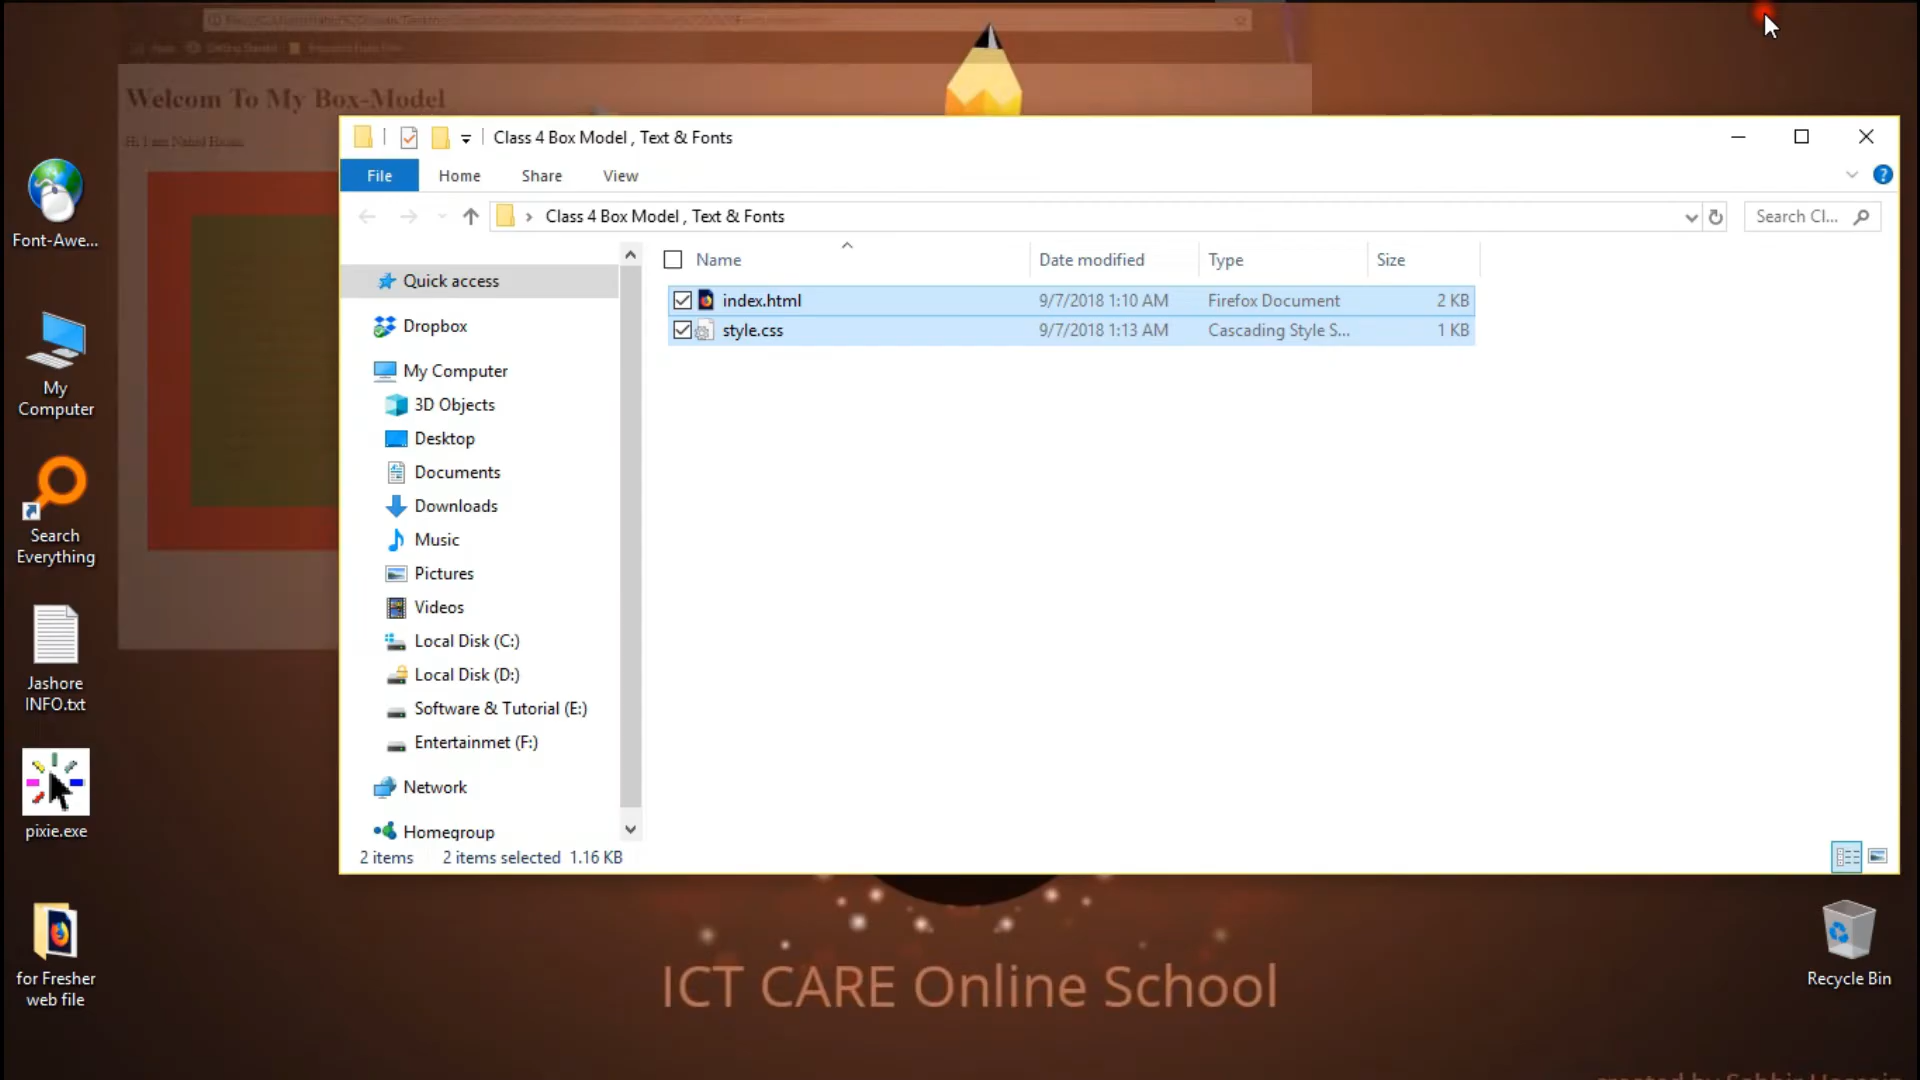 Welcom To My Box-Model
Class 4 Box Model , Text & Fonts
File
Home
Share
View
Class 4 Box Model , Text & Fonts
Search Cl...
Name
Date modified
Type
Size
index.html
9/7/2018 1:10 AM
Firefox Document
2 KB
style.css
9/7/2018 1:13 AM
Cascading Style S...
1 KB
Quick access
Dropbox
My Computer
3D Objects
Desktop
Documents
Downloads
Music
Pictures
Videos
Local Disk (C:)
Local Disk (D:)
Software & Tutorial (E:)
Entertainmet (F:)
Network
Homegroup
2 items
2 items selected 1.16 KB
Font-Awe...
My
Computer
Search
Everything
Jashore
INFO.txt
pixie.exe
for Fresher
web file
Recycle Bin
ICT CARE Online School